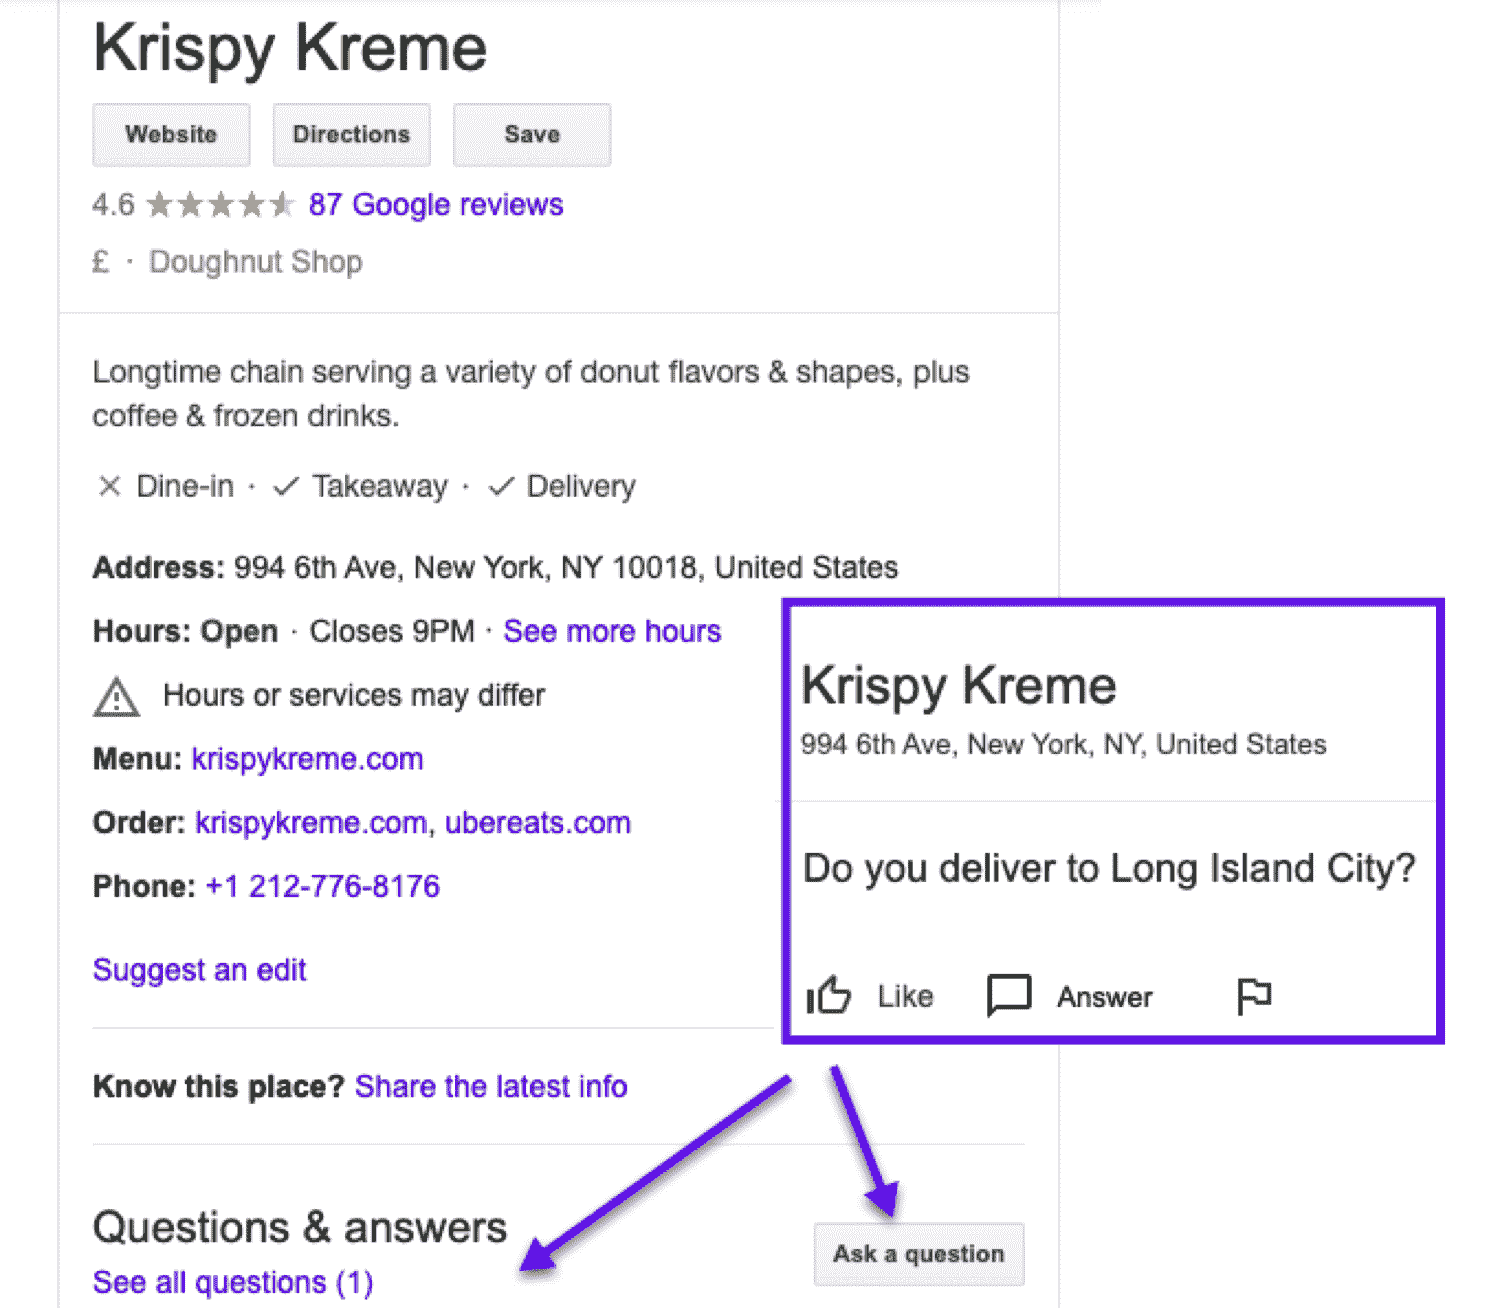 Krispy Kreme
Website
Directions
Save
4.6 87 Google reviews
£ · Doughnut Shop
Longtime chain serving a variety of donut flavors & shapes, plus
coffee & frozen drinks.
Dine-in · Takeaway · Delivery
Address: 994 6th Ave, New York, NY 10018, United States
Hours: Open · Closes 9PM · See more hours
Hours or services may differ
Menu: krispykreme.com
Order: krispykreme.com, ubereats.com
Phone: +1 212-776-8176
Suggest an edit
Know this place? Share the latest info
Questions & answers
See all questions (1)
Ask a question
Krispy Kreme
994 6th Ave, New York, NY, United States
Do you deliver to Long Island City?
Like
Answer